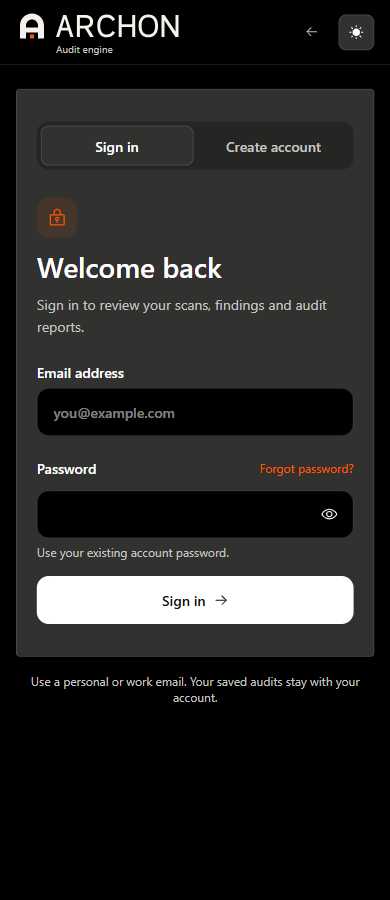 ARCHON
Audit engine
Sign in
Create account
Welcome back
Sign in to review your scans, findings and audit
reports.
Email address
you@example.com
Password
Forgot password?
Use your existing account password.
Sign in
Use a personal or work email. Your saved audits stay with your
account.